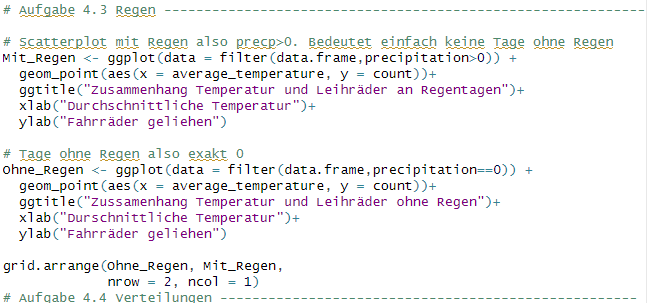 # Aufgabe 4.3 Regen ------------------------------------------------------------
# Scatterplot mit Regen also precp>0. Bedeutet einfach keine Tage ohne Regen
Mit_Regen <- ggplot(data = filter(data.frame,precipitation>0)) +
  geom_point(aes(x = average_temperature, y = count))+
  ggtitle("Zusammenhang Temperatur und Leihräder an Regentagen")+
  xlab("Durchschnittliche Temperatur")+
  ylab("Fahrräder geliehen")
# Tage ohne Regen also exakt 0
Ohne_Regen <- ggplot(data = filter(data.frame,precipitation==0)) +
  geom_point(aes(x = average_temperature, y = count))+
  ggtitle("Zussamenhang Temperatur und Leihräder ohne Regen")+
  xlab("Durschnittliche Temperatur")+
  ylab("Fahrräder geliehen")
grid.arrange(Ohne_Regen, Mit_Regen,
             nrow = 2, ncol = 1)
# Aufgabe 4.4 Verteilungen -----------------------------------------------------